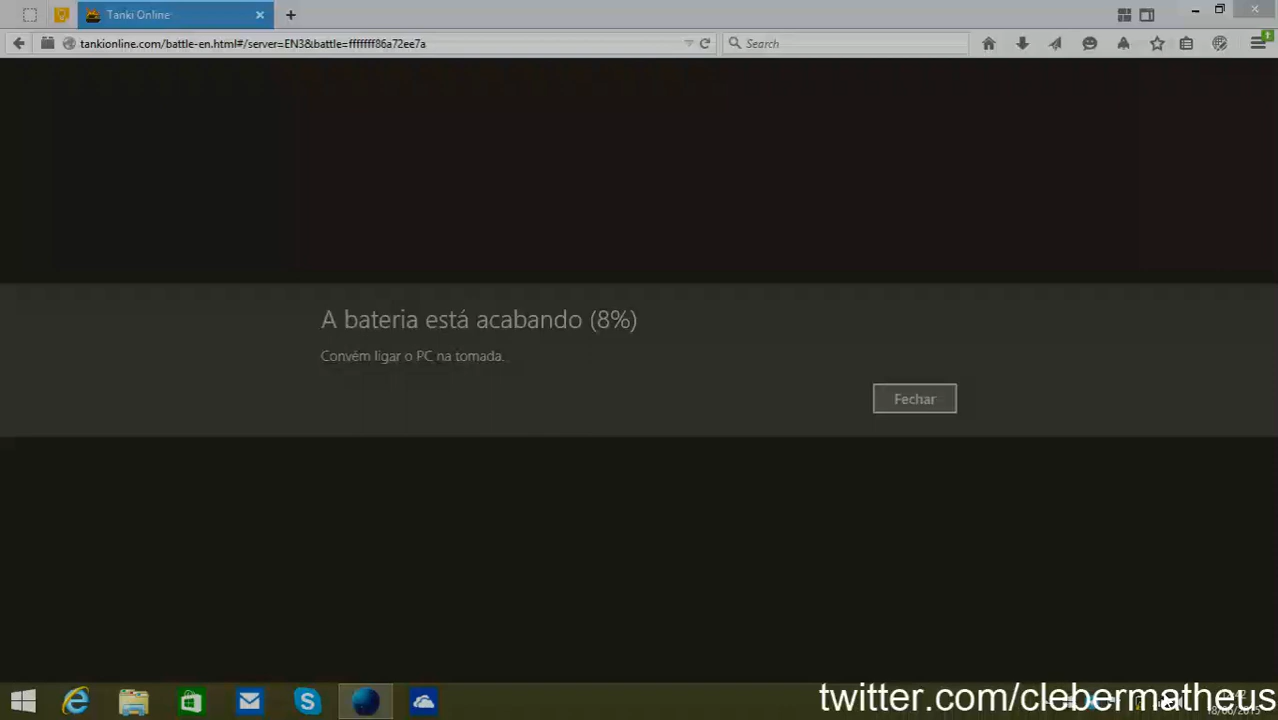 Tanki Online
tankionline.com/battle-en.html#/server=EN3&battle=fffffff86a72ee7a
Search
A bateria está acabando (8%)
Convém ligar o PC na tomada.
Fechar
twitter.com/clebermatheus